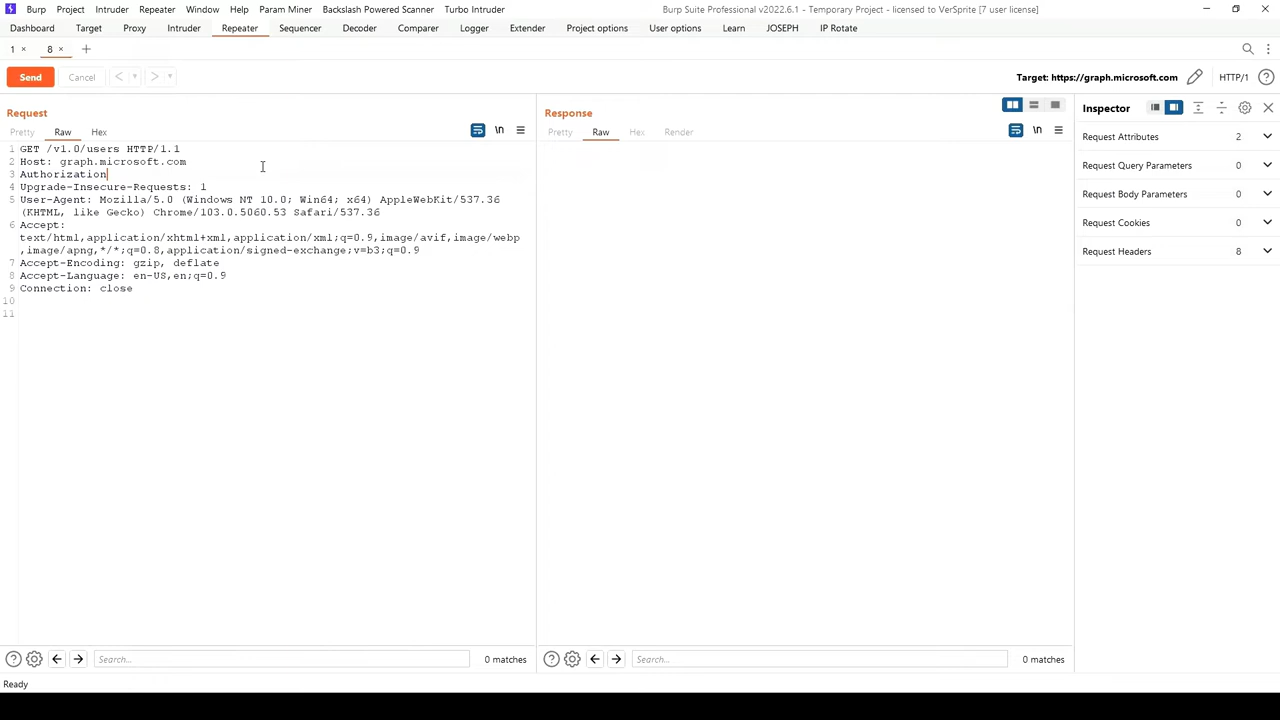 Burp Project Intruder Repeater Window Help Param Miner Backslash Powered Scanner Turbo Intruder Burp Suite Professional v2022.6.1 - Temporary Project - licensed to VerSprite [7 user license]
Dashboard Target Proxy Intruder Repeater Sequencer Decoder Comparer Logger Extender Project options User options Learn JOSEPH IP Rotate
1 × 8 × +
Send Cancel < > Target: https://graph.microsoft.com HTTP/1 ?
Request
Pretty Raw Hex \n
1 GET /v1.0/users HTTP/1.1
2 Host: graph.microsoft.com
3 Authorization
4 Upgrade-Insecure-Requests: 1
5 User-Agent: Mozilla/5.0 (Windows NT 10.0; Win64; x64) AppleWebKit/537.36
(KHTML, like Gecko) Chrome/103.0.5060.53 Safari/537.36
6 Accept:
text/html,application/xhtml+xml,application/xml;q=0.9,image/avif,image/webp
,image/apng,*/*;q=0.8,application/signed-exchange;v=b3;q=0.9
7 Accept-Encoding: gzip, deflate
8 Accept-Language: en-US,en;q=0.9
9 Connection: close
10
11
? Search... 0 matches
Response
Pretty Raw Hex Render \n
? Search... 0 matches
Inspector
Request Attributes 2
Request Query Parameters 0
Request Body Parameters 0
Request Cookies 0
Request Headers 8
Ready